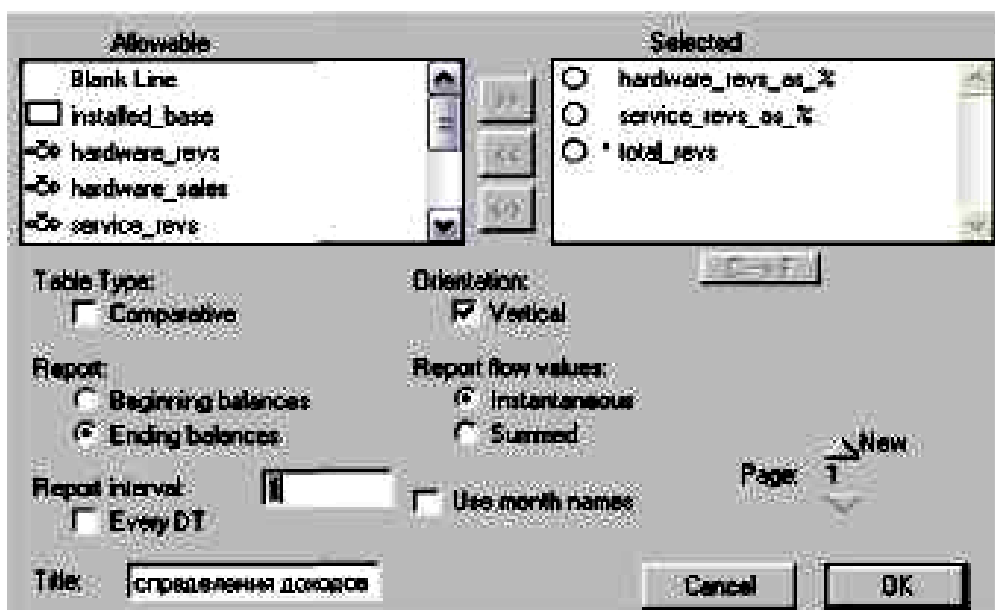 Allowable
Selected
Blank Line
installed_base
hardware_revs
hardware_sales
service_revs
>>
<<
hardware_revs_as_%
service_revs_as_%
* total_revs
Table Type:
Comparative
Orientation:
Vertical
Report:
Beginning balances
Ending balances
Report flow values:
Instantaneous
Summed
Report interval:
1
Every DT
Use month names
New
Page: 1
Title:
спределения доходов
Cancel
OK